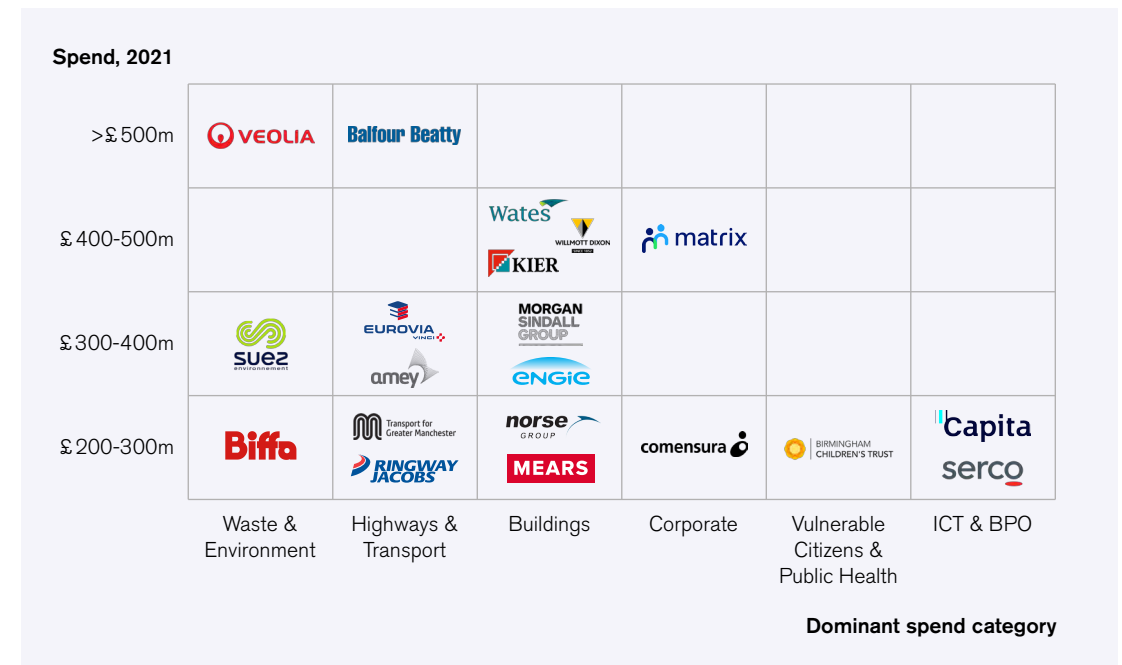 Spend, 2021
>£500m
VEOLIA
Balfour Beatty
£400-500m
Wates
WILLMOTT DIXON
SINCE 1852
KIER
matrix
£300-400m
suez
environnement
EUROVIA
VINCI
amey
MORGAN
SINDALL
GROUP
ENGIE
£200-300m
Biffa
Transport for
Greater Manchester
RINGWAY
JACOBS
norse
GROUP
MEARS
comensura
BIRMINGHAM
CHILDREN'S TRUST
Capita
serco
Waste &
Environment
Highways &
Transport
Buildings
Corporate
Vulnerable
Citizens &
Public Health
ICT & BPO
Dominant spend category